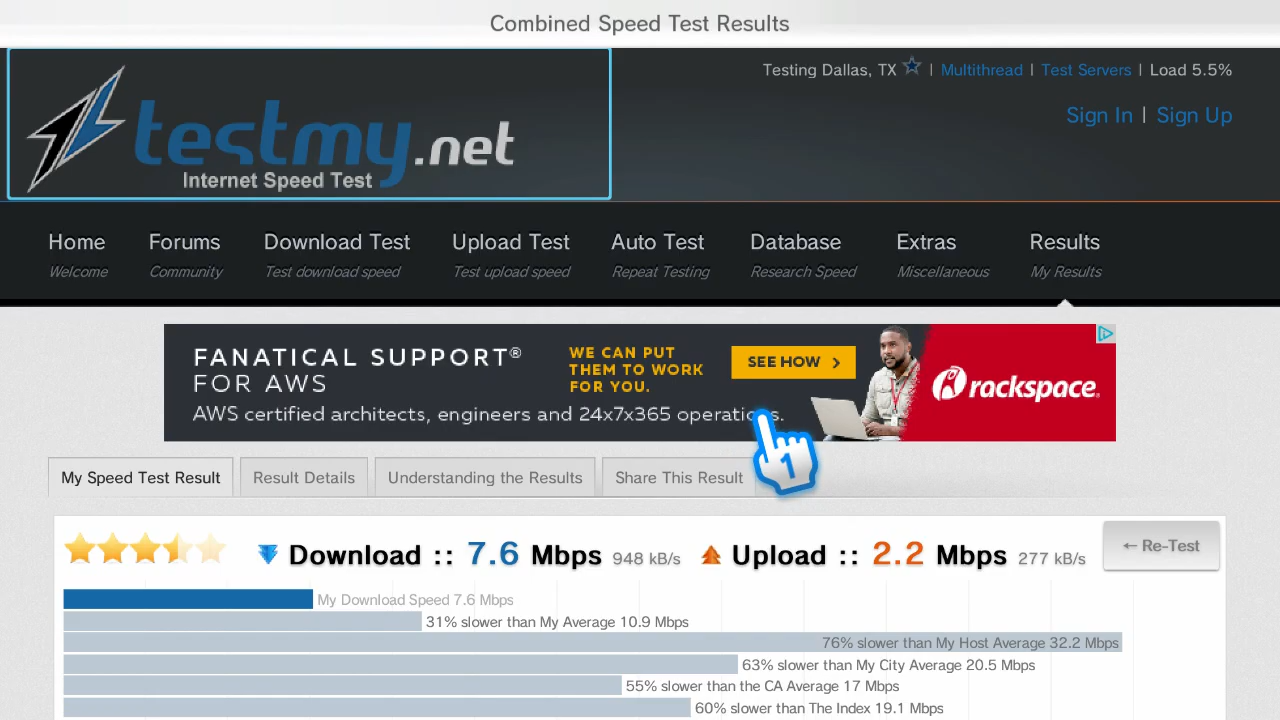 Combined Speed Test Results
Testing Dallas, TX | Multithread | Test Servers | Load 5.5%
Sign In | Sign Up
testmy.net
Internet Speed Test
Home Forums Download Test Upload Test Auto Test Database Extras Results
Welcome Community Test download speed Test upload speed Repeat Testing Research Speed Miscellaneous My Results
FANATICAL SUPPORT®
FOR AWS
AWS certified architects, engineers and 24x7x365 operations.
WE CAN PUT
THEM TO WORK
FOR YOU.
SEE HOW >
rackspace.
1
My Speed Test Result Result Details Understanding the Results Share This Result
Download :: 7.6 Mbps 948 kB/s Upload :: 2.2 Mbps 277 kB/s ← Re-Test
My Download Speed 7.6 Mbps
31% slower than My Average 10.9 Mbps
76% slower than My Host Average 32.2 Mbps
63% slower than My City Average 20.5 Mbps
55% slower than the CA Average 17 Mbps
60% slower than The Index 19.1 Mbps